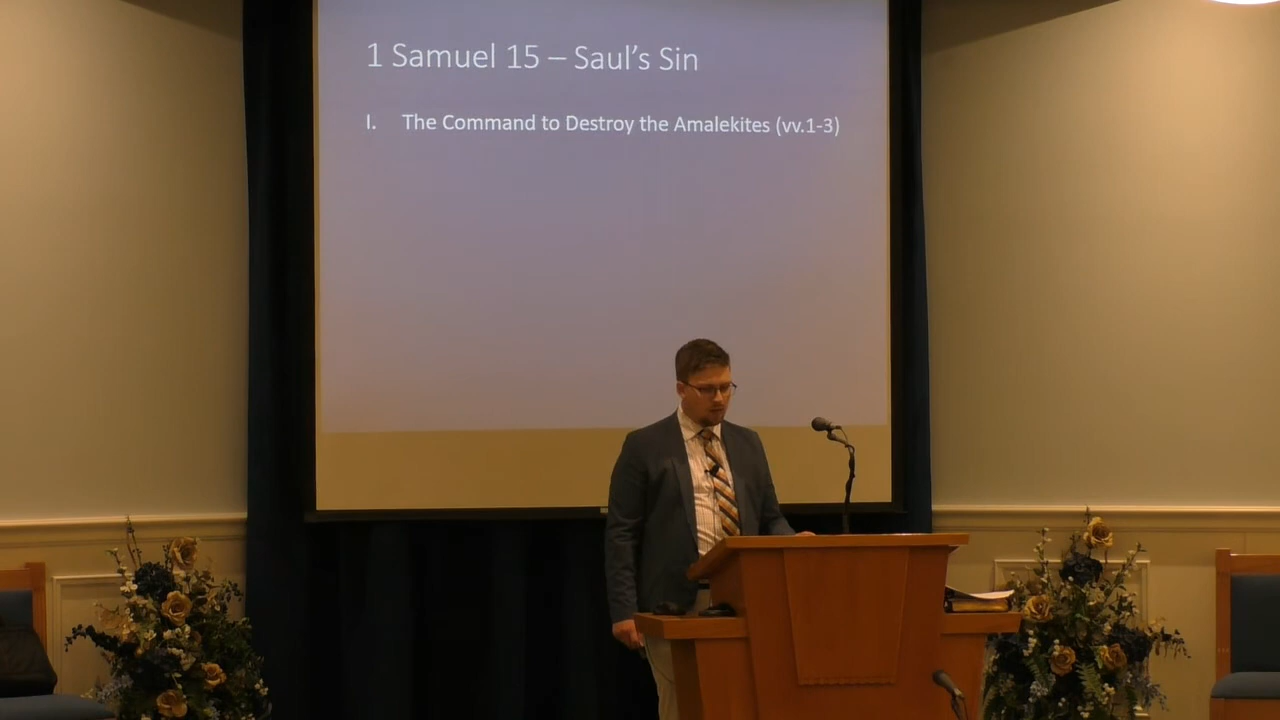 1 Samuel 15 – Saul's Sin
I. The Command to Destroy the Amalekites (vv.1-3)